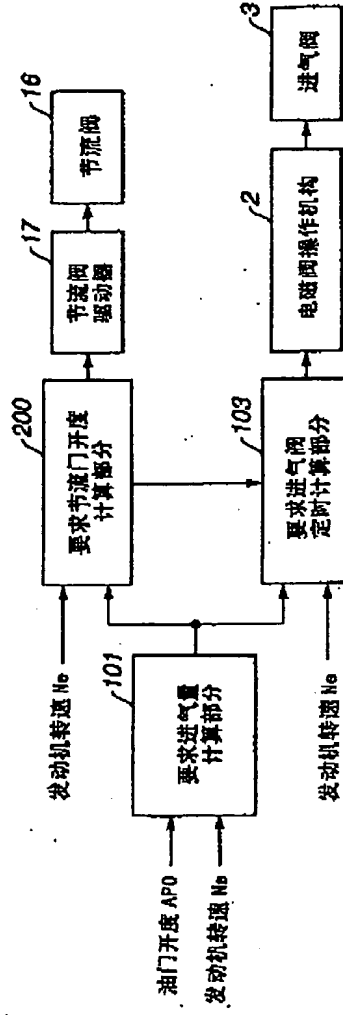 油门开度 APO
发动机转速 Ne
101
要求进气量
计算部分
发动机转速 Ne
200
要求节流门开度
计算部分
17
节流阀
驱动器
16
节流阀
发动机转速 Ne
103
要求进气阀
定时计算部分
2
电磁阀操作机构
3
进气阀